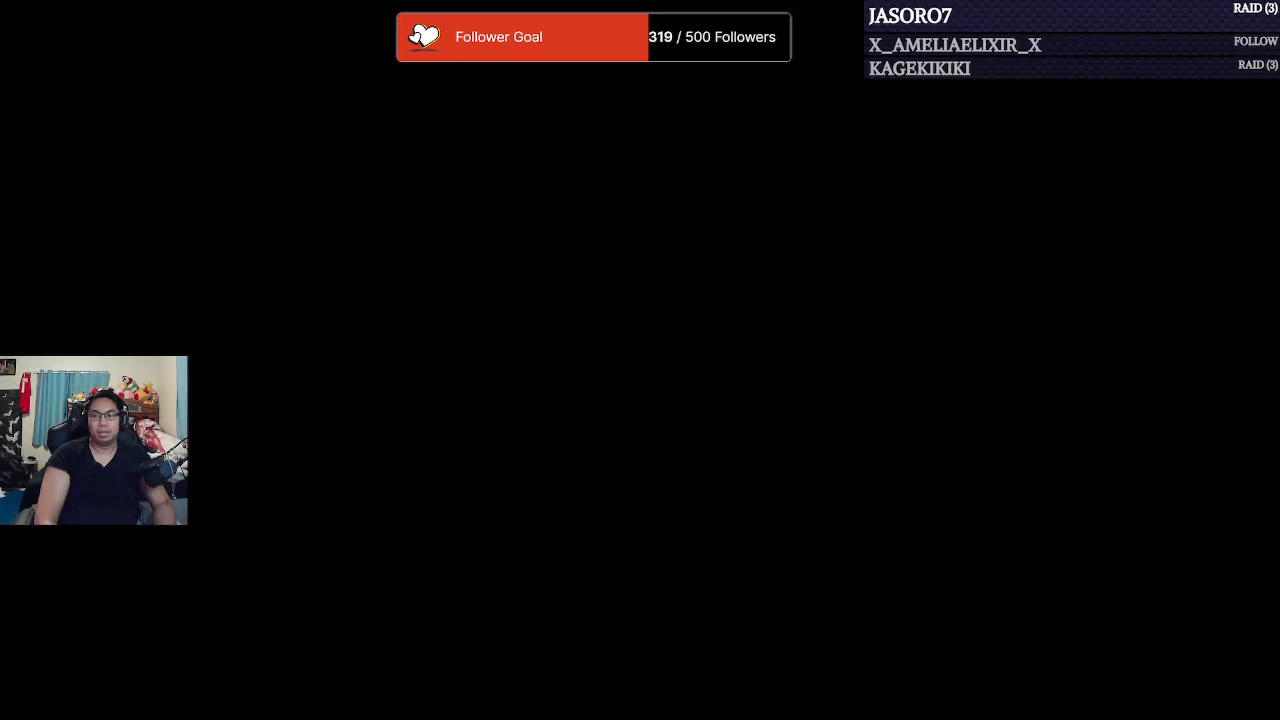 Follower Goal
319 / 500 Followers
JASORO7
RAID (3)
X_AMELIAELIXIR_X
FOLLOW
KAGEKIKIKI
RAID (3)